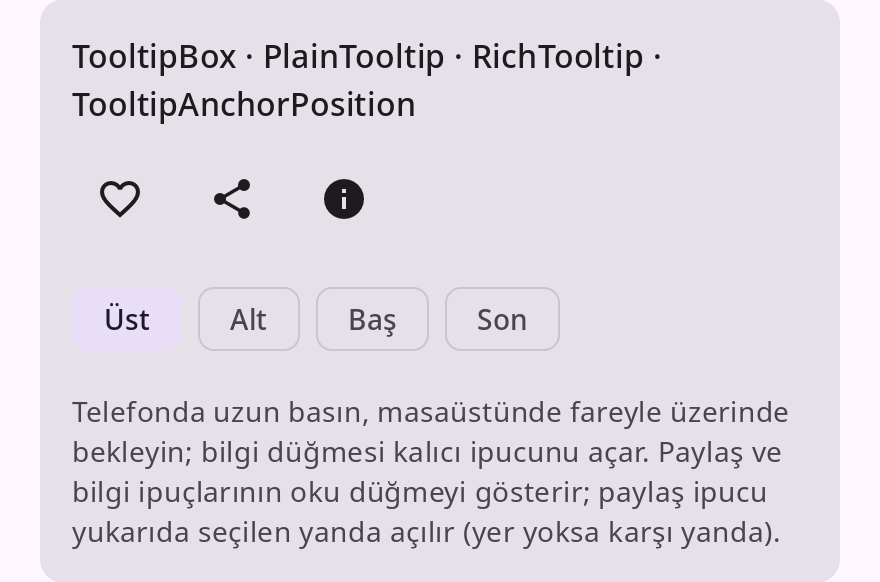 TooltipBox · PlainTooltip · RichTooltip ·
TooltipAnchorPosition
Üst
Alt
Baş
Son
Telefonda uzun basın, masaüstünde fareyle üzerinde
bekleyin; bilgi düğmesi kalıcı ipucunu açar. Paylaş ve
bilgi ipuçlarının oku düğmeyi gösterir; paylaş ipucu
yukarıda seçilen yanda açılır (yer yoksa karşı yanda).